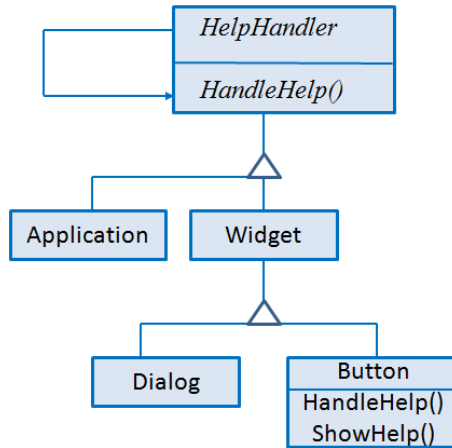 HelpHandler
HandleHelp()
Application
Widget
Dialog
Button
HandleHelp()
ShowHelp()